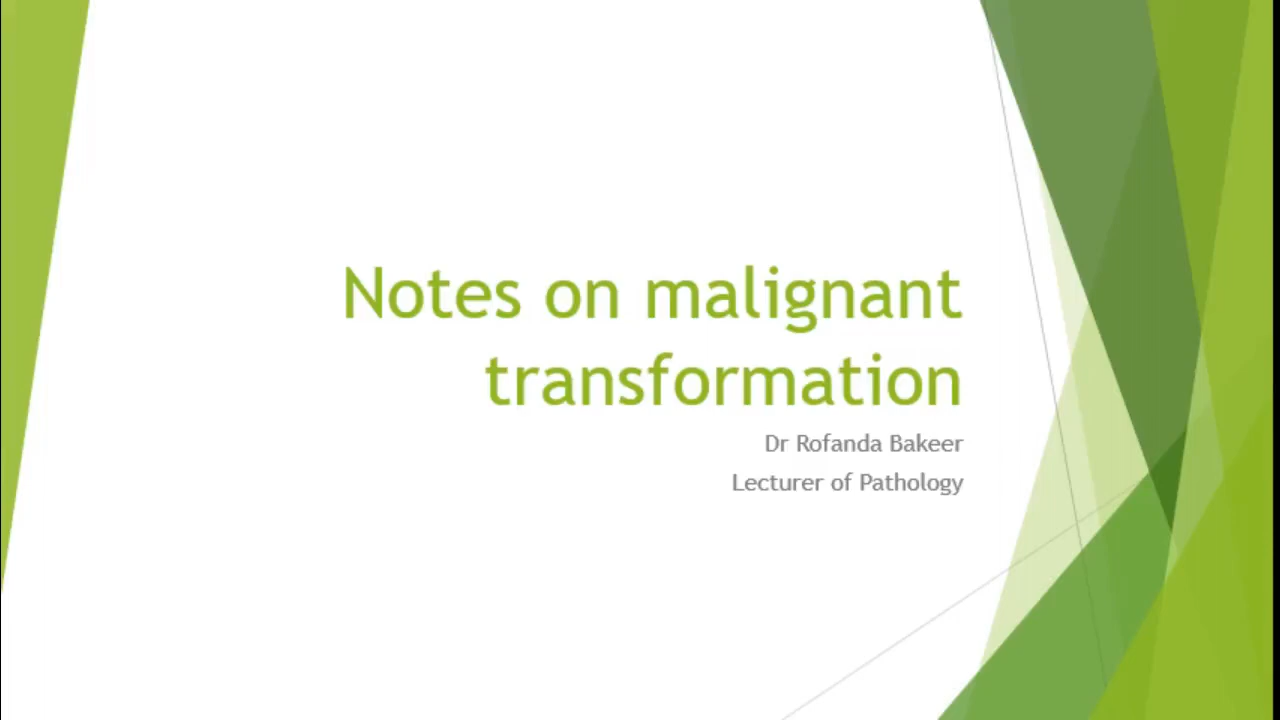 Notes on malignant
transformation
Dr Rofanda Bakeer
Lecturer of Pathology